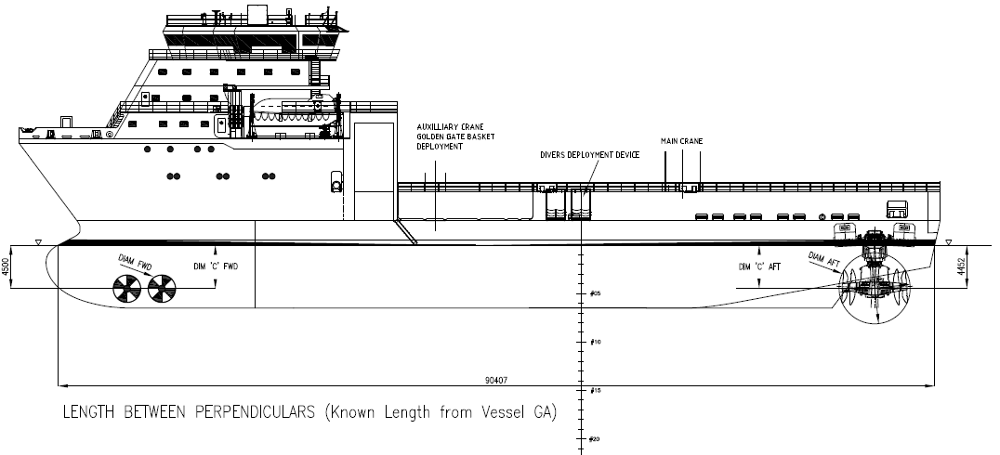 AUXILLIARY CRANE
GOLDEN GATE BASKET
DEPLOYMENT
DIVERS DEPLOYMENT DEVICE
MAIN CRANE
4500
DIAM FWD
DIM 'C' FWD
DIM 'C' AFT
DIAM AFT
4452
#05
#10
90407
#15
LENGTH BETWEEN PERPENDICULARS (Known Length from Vessel GA)
#20